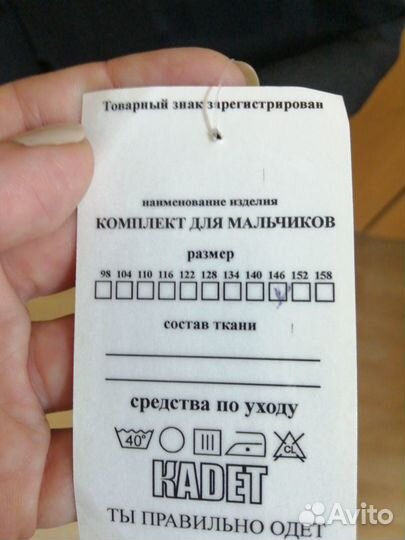 Товарный знак зарегистрирован
наименование изделия
КОМПЛЕКТ ДЛЯ МАЛЬЧИКОВ
размер
98 104 110 116 122 128 134 140 146 152 158
состав ткани
средства по уходу
40° CL
KADET
ТЫ ПРАВИЛЬНО ОДЕТ
Avito